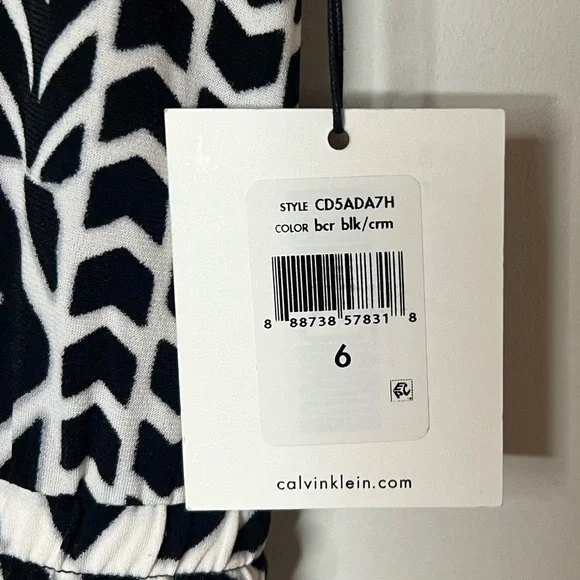 STYLE CD5ADA7H
COLOR bcr blk/crm
8 88738 57831 8
6
calvinklein.com